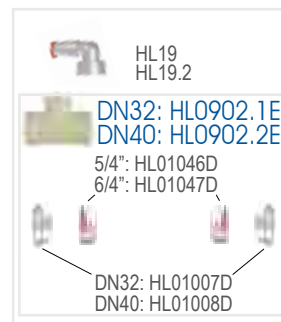 HL19
HL19.2
DN32: HL0902.1E
DN40: HL0902.2E
5/4”: HL01046D
6/4”: HL01047D
DN32: HL01007D
DN40: HL01008D